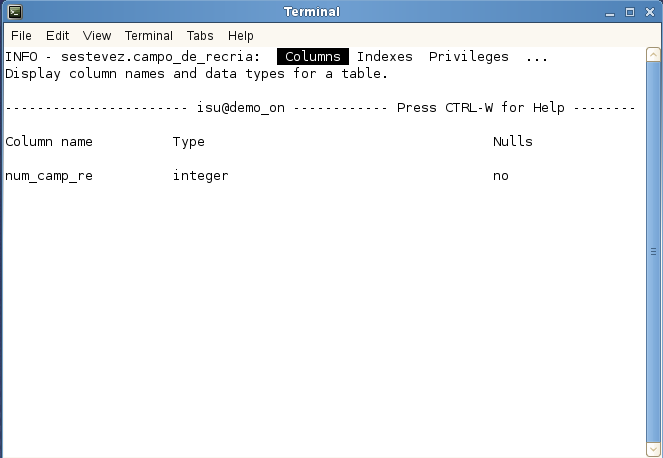 Terminal
File Edit View Terminal Tabs Help
INFO - sestevez.campo_de_recria:  Columns  Indexes  Privileges  ...
Display column names and data types for a table.
----------------------- isu@demo_on ------------ Press CTRL-W for Help --------
Column name          Type                                    Nulls
num_camp_re          integer                                 no